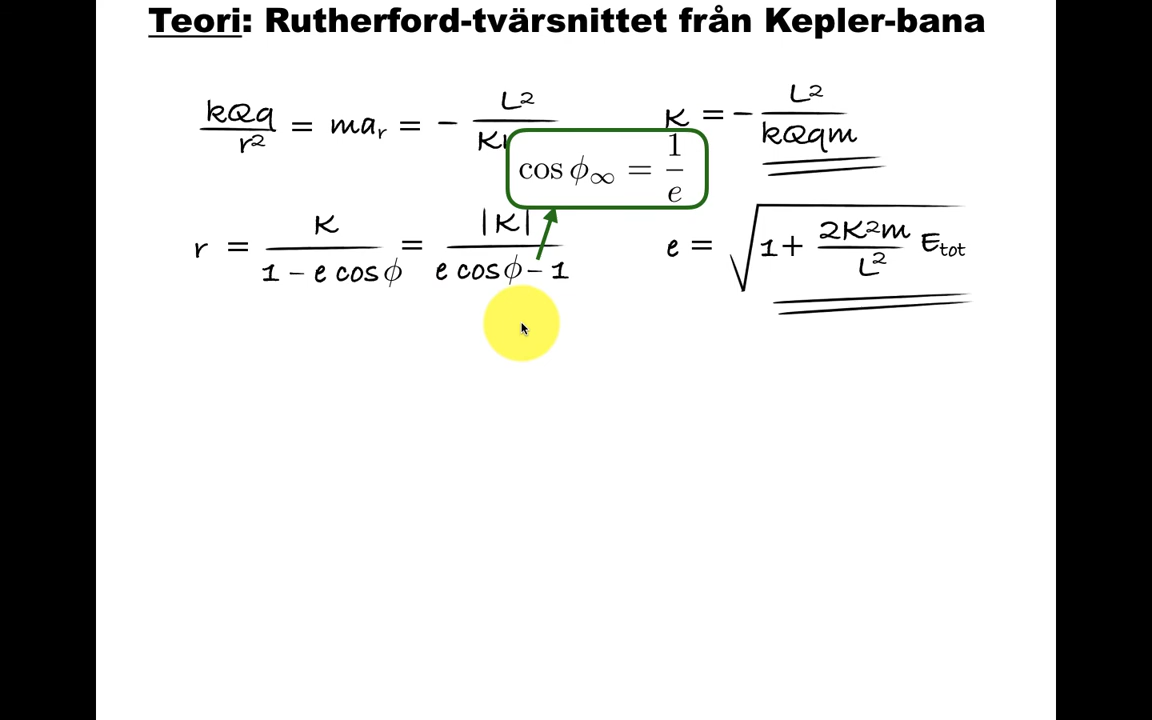 Teori: Rutherford-tvärsnittet från Kepler-bana
kQq / r² = ma_r = − L² / K
K = − L² / kQqm
cos ϕ_∞ = 1 / e
r = K / (1 − e cos ϕ) = |K| / (e cos ϕ − 1)
e = √(1 + (2K²m / L²) E_tot)